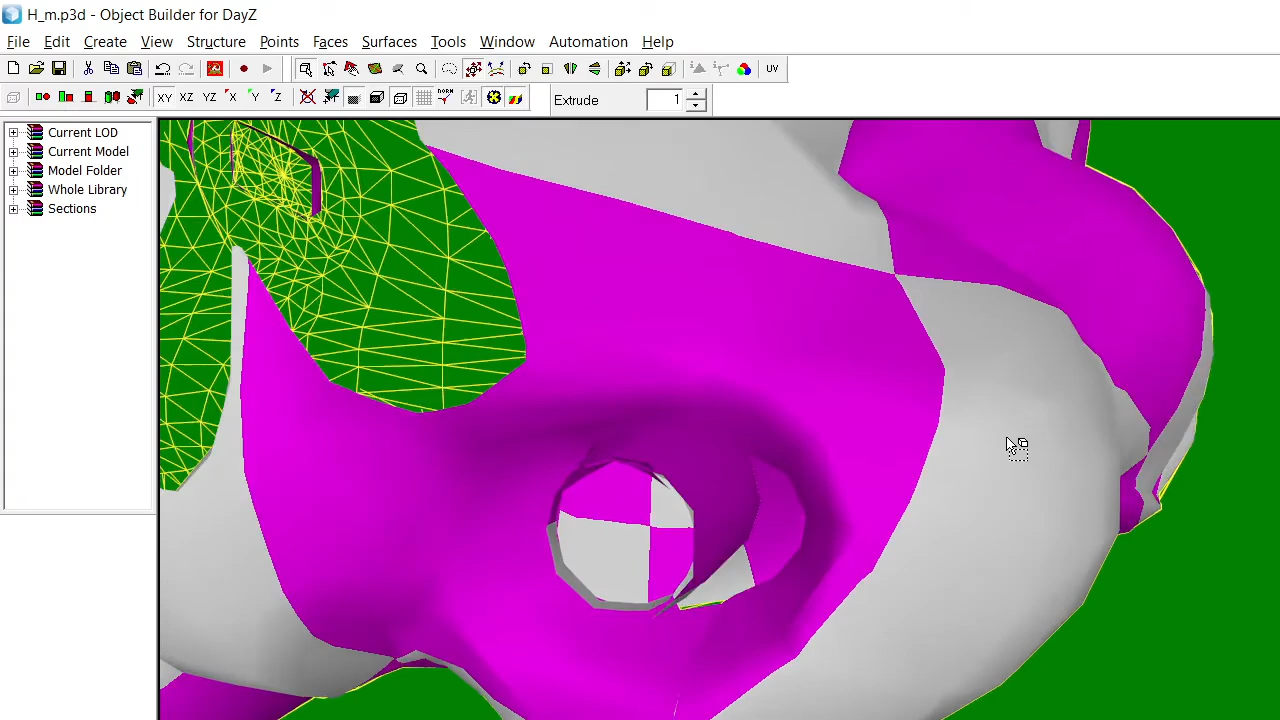 H_m.p3d - Object Builder for DayZ
File Edit Create View Structure Points Faces Surfaces Tools Window Automation Help
UV
XY XZ YZ X Y Z NORM Extrude 1
Current LOD
Current Model
Model Folder
Whole Library
Sections